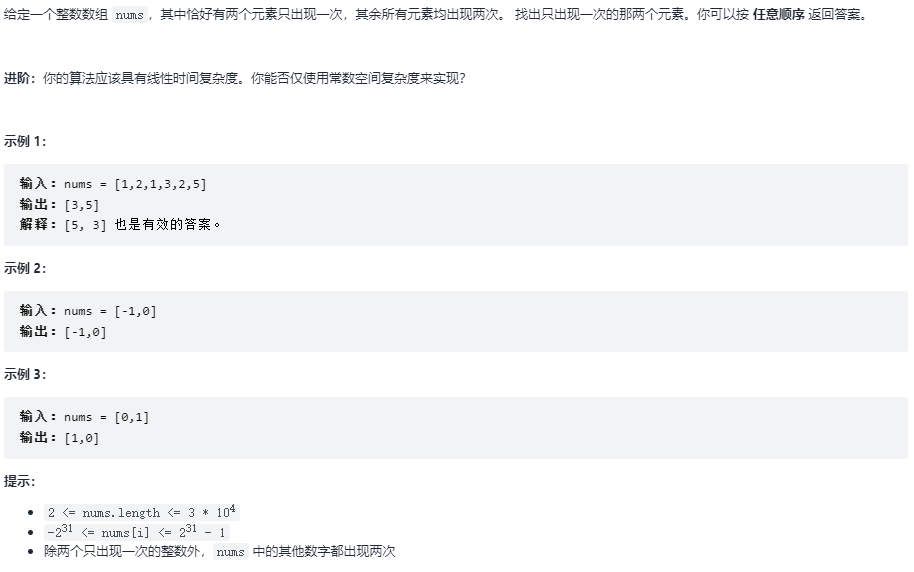 给定一个整数数组 nums，其中恰好有两个元素只出现一次，其余所有元素均出现两次。 找出只出现一次的那两个元素。你可以按 任意顺序 返回答案。
进阶：你的算法应该具有线性时间复杂度。你能否仅使用常数空间复杂度来实现？
示例 1：
输入：nums = [1,2,1,3,2,5]
输出：[3,5]
解释：[5, 3] 也是有效的答案。
示例 2：
输入：nums = [-1,0]
输出：[-1,0]
示例 3：
输入：nums = [0,1]
输出：[1,0]
提示：
2 <= nums.length <= 3 * 10⁴
-2³¹ <= nums[i] <= 2³¹ - 1
除两个只出现一次的整数外，nums 中的其他数字都出现两次